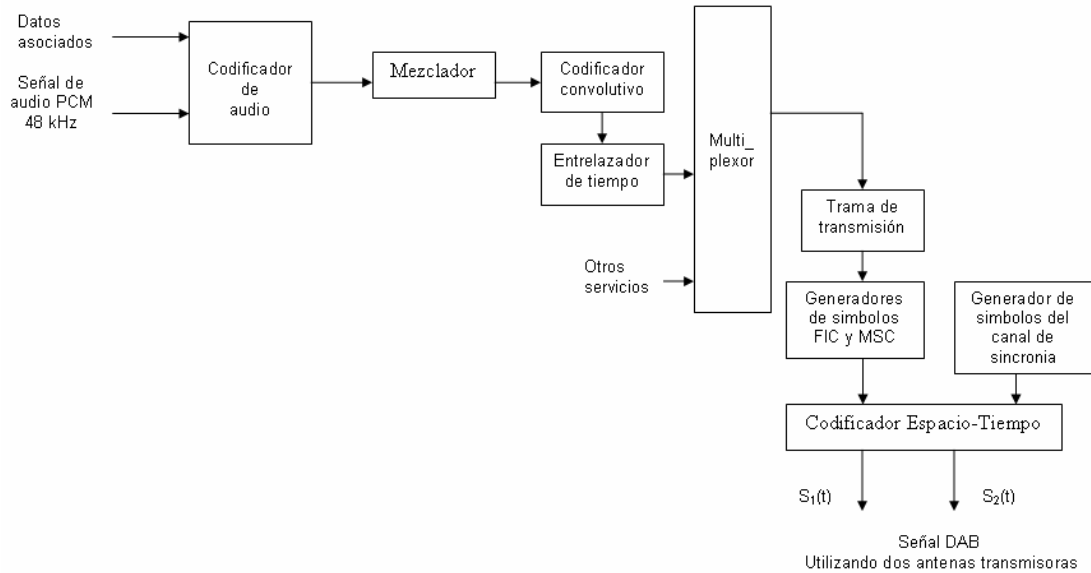 Datos
asociados
Señal de
audio PCM
48 kHz
Codificador
de
audio
Mezclador
Codificador
convolutivo
Entrelazador
de tiempo
Otros
servicios
Multi_
plexor
Trama de
transmisión
Generadores
de simbolos
FIC y MSC
Generador de
simbolos del
canal de
sincronia
Codificador Espacio-Tiempo
S1(t)
S2(t)
Señal DAB
Utilizando dos antenas transmisoras